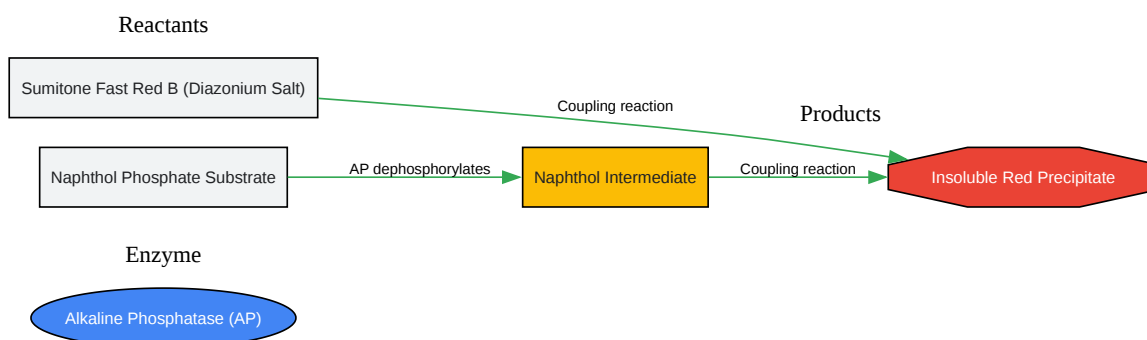 Reactants
Sumitone Fast Red B (Diazonium Salt)
Coupling reaction
Products
Naphthol Phosphate Substrate
AP dephosphorylates
Naphthol Intermediate
Coupling reaction
Insoluble Red Precipitate
Enzyme
Alkaline Phosphatase (AP)